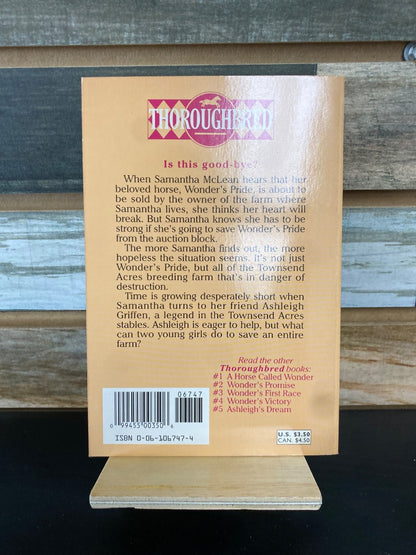 THOROUGHBRED
Is this good-bye?
When Samantha McLean hears that her
beloved horse, Wonder's Pride, is about to
be sold by the owner of the farm where
Samantha lives, she thinks her heart will
break. But Samantha knows she has to be
strong if she's going to save Wonder's Pride
from the auction block.
The more Samantha finds out, the more
hopeless the situation seems. It's not just
Wonder's Pride, but all of the Townsend
Acres breeding farm that's in danger of
destruction.
Time is growing desperately short when
Samantha turns to her friend Ashleigh
Griffen, a legend in the Townsend Acres
stables. Ashleigh is eager to help, but what
can two young girls do to save an entire
farm?
Read the other
Thoroughbred books:
#1 A Horse Called Wonder
#2 Wonder's Promise
#3 Wonder's First Race
#4 Wonder's Victory
#5 Ashleigh's Dream
06747
0 99455 00350 6
ISBN 0-06-106747-4
U.S. $3.50
CAN. $4.50